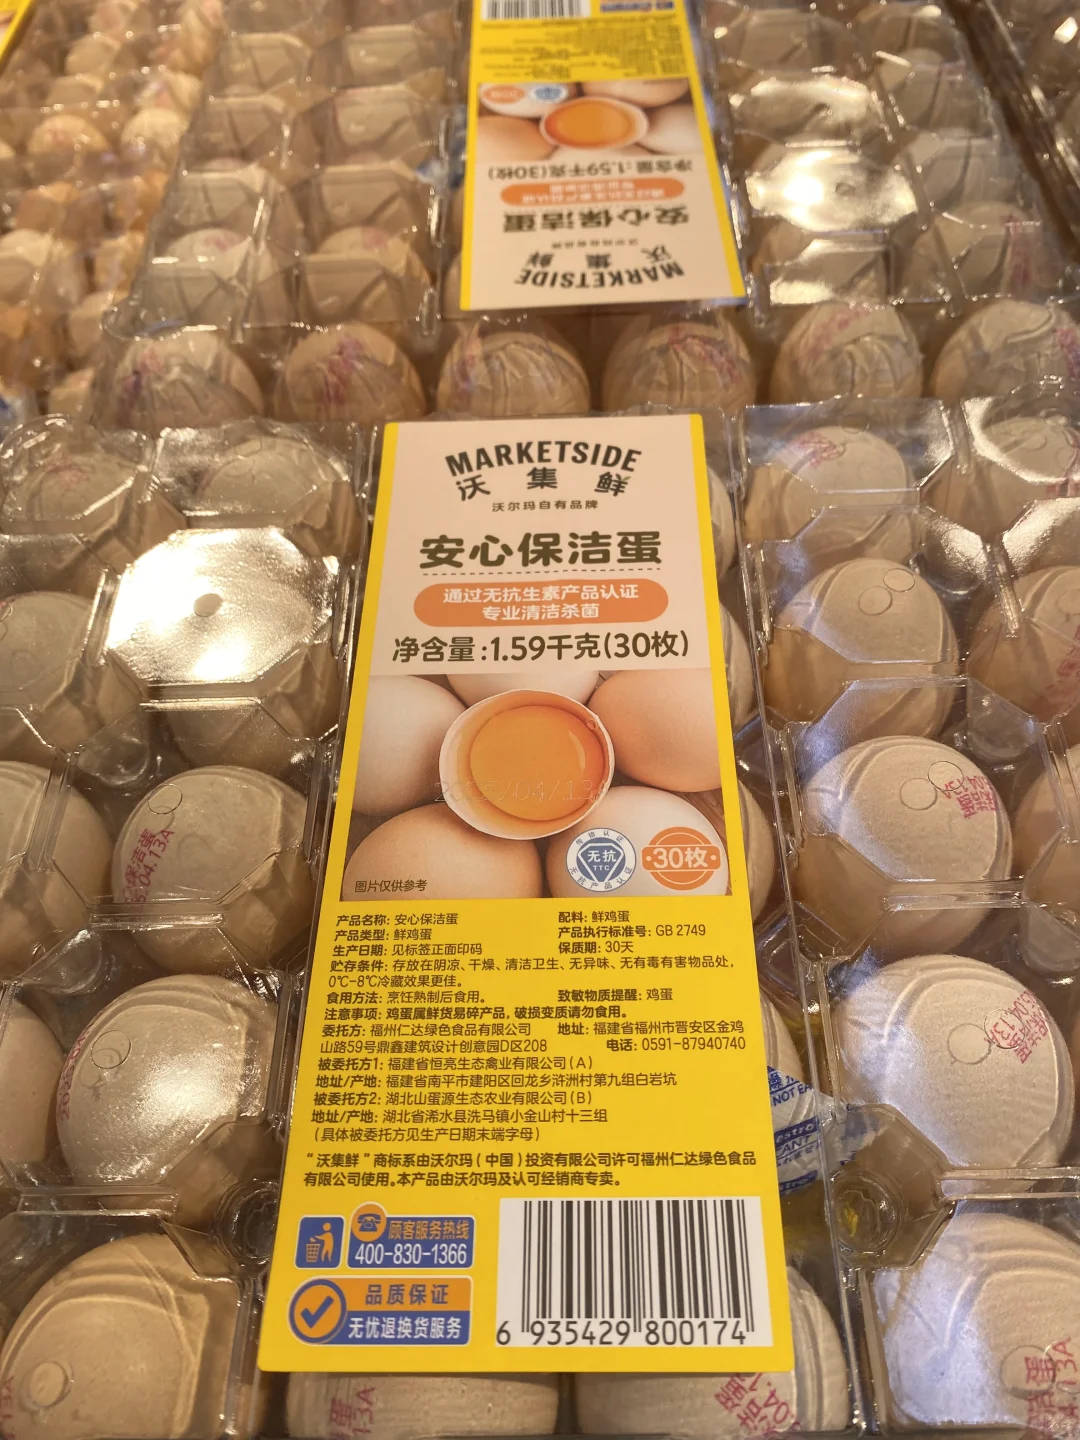 MARKETSIDE
沃集鲜
沃尔玛自有品牌
安心保洁蛋
通过无抗生素产品认证
专业清洁杀菌
净含量:1.59千克(30枚)
无抗
TTC
无抗产品认证
30枚
图片仅供参考
产品名称: 安心保洁蛋
配料: 鲜鸡蛋
产品类型: 鲜鸡蛋
产品执行标准号: GB 2749
生产日期: 见标签正面印码
保质期: 30天
贮存条件: 存放在阴凉、干燥、清洁卫生、无异味、无有毒有害物品处,
0℃-8℃冷藏效果更佳。
食用方法: 烹饪熟制后食用。
致敏物质提醒: 鸡蛋
注意事项: 鸡蛋属鲜货易碎产品, 破损变质请勿食用。
委托方: 福州仁达绿色食品有限公司
地址: 福建省福州市晋安区金鸡
山路59号鼎鑫建筑设计创意园D区208
电话: 0591-87940740
被委托方1: 福建省恒亮生态禽业有限公司(A)
地址/产地: 福建省南平市建阳区回龙乡浒洲村第九组白岩坑
被委托方2: 湖北山蛋源生态农业有限公司(B)
地址/产地: 湖北省浠水县洗马镇小金山村十三组
(具体被委托方见生产日期末端字母)
"沃集鲜"商标系由沃尔玛(中国)投资有限公司许可福州仁达绿色食品
有限公司使用。本产品由沃尔玛及认可经销商专卖。
顾客服务热线
400-830-1366
品质保证
无忧退换货服务
6 935429 800174
MARKETSIDE
沃集鲜
安心保洁蛋
净含量:1.59千克(30枚)